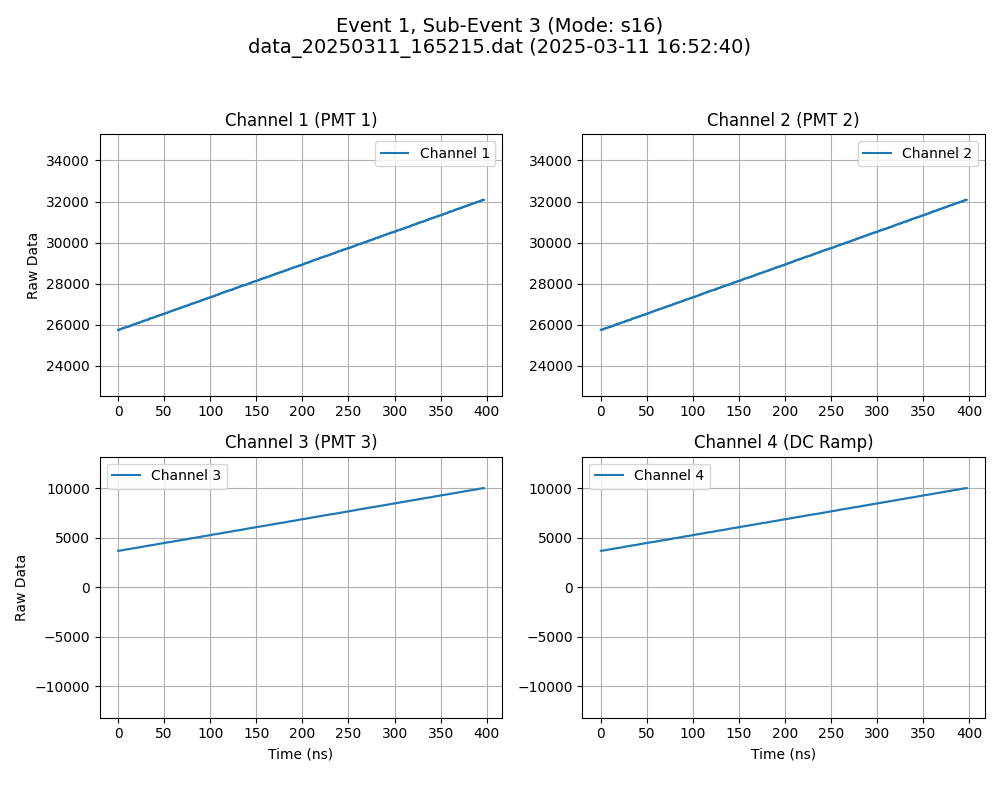 Event 1, Sub-Event 3 (Mode: s16)
data_20250311_165215.dat (2025-03-11 16:52:40)
Channel 1 (PMT 1)
Channel 1
34000
32000
30000
28000
26000
24000
Raw Data
0 50 100 150 200 250 300 350 400
Channel 2 (PMT 2)
Channel 2
34000
32000
30000
28000
26000
24000
0 50 100 150 200 250 300 350 400
Channel 3 (PMT 3)
Channel 3
10000
5000
0
−5000
−10000
Raw Data
0 50 100 150 200 250 300 350 400
Time (ns)
Channel 4 (DC Ramp)
Channel 4
10000
5000
0
−5000
−10000
0 50 100 150 200 250 300 350 400
Time (ns)